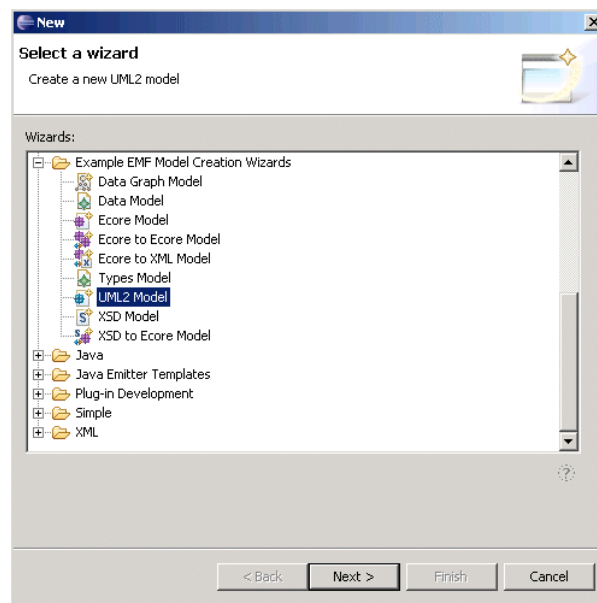 New
Select a wizard
Create a new UML2 model
Wizards:
Example EMF Model Creation Wizards
Data Graph Model
Data Model
Ecore Model
Ecore to Ecore Model
Ecore to XML Model
Types Model
UML2 Model
XSD Model
XSD to Ecore Model
Java
Java Emitter Templates
Plug-in Development
Simple
XML
?
< Back Next > Finish Cancel